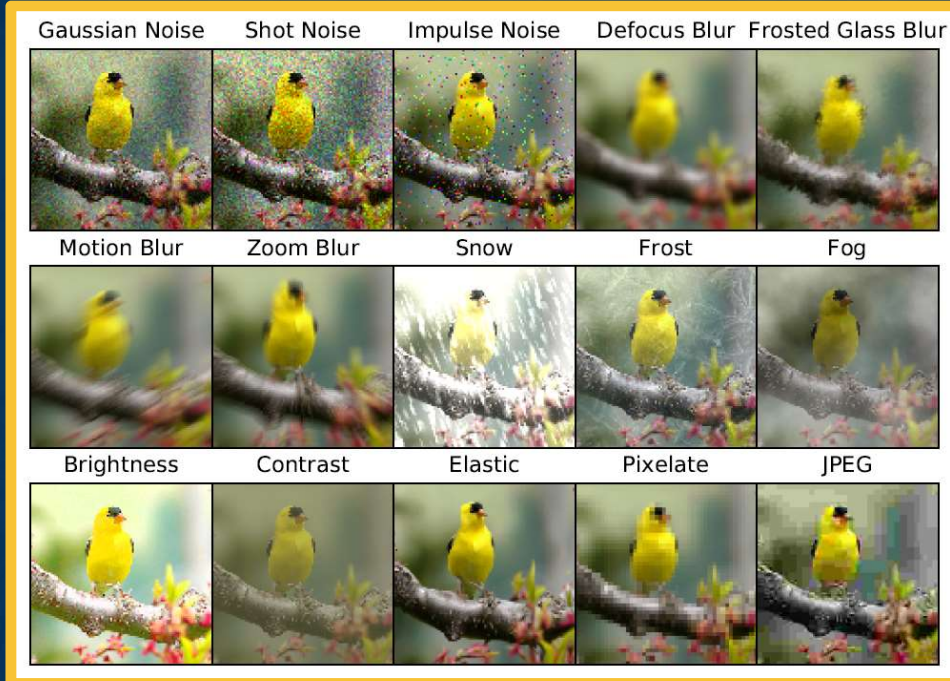 Gaussian Noise Shot Noise Impulse Noise Defocus Blur Frosted Glass Blur
Motion Blur Zoom Blur Snow Frost Fog
Brightness Contrast Elastic Pixelate JPEG